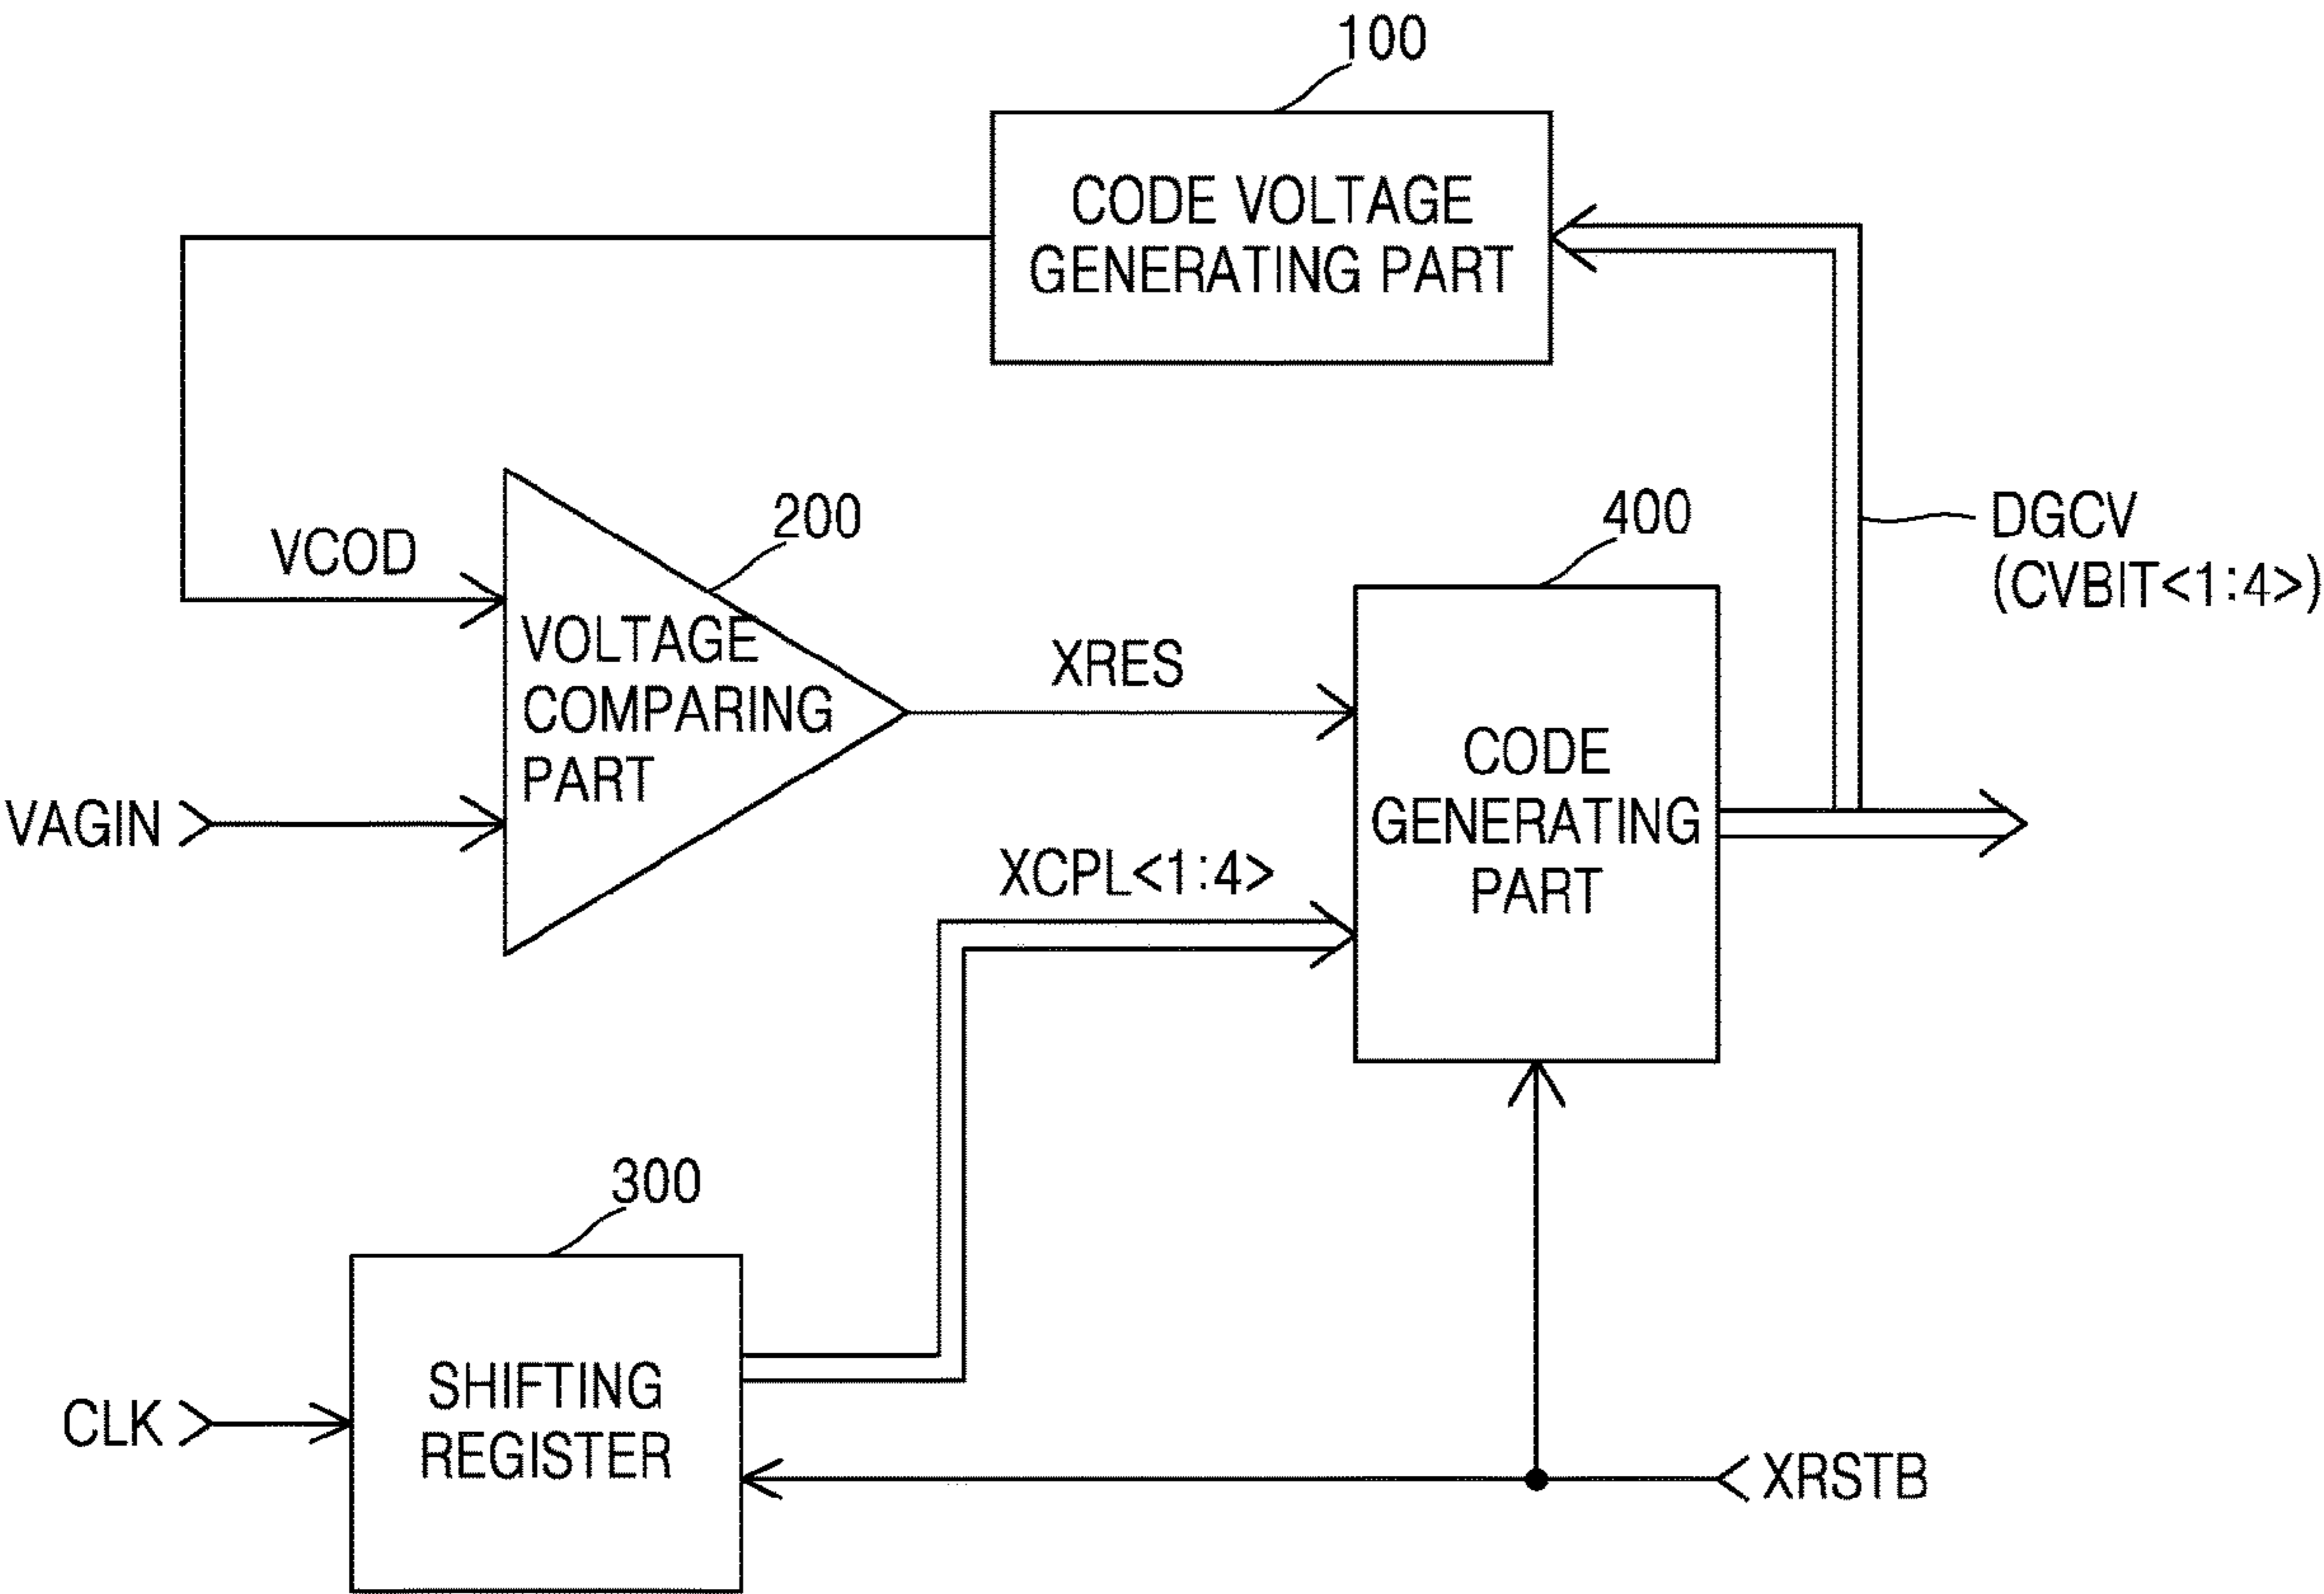 100
CODE VOLTAGE
GENERATING PART
VCOD
200
VOLTAGE
COMPARING
PART
VAGIN
XRES
400
CODE
GENERATING
PART
DGCV
(CVBIT<1:4>)
XCPL<1:4>
300
SHIFTING
REGISTER
CLK
XRSTB